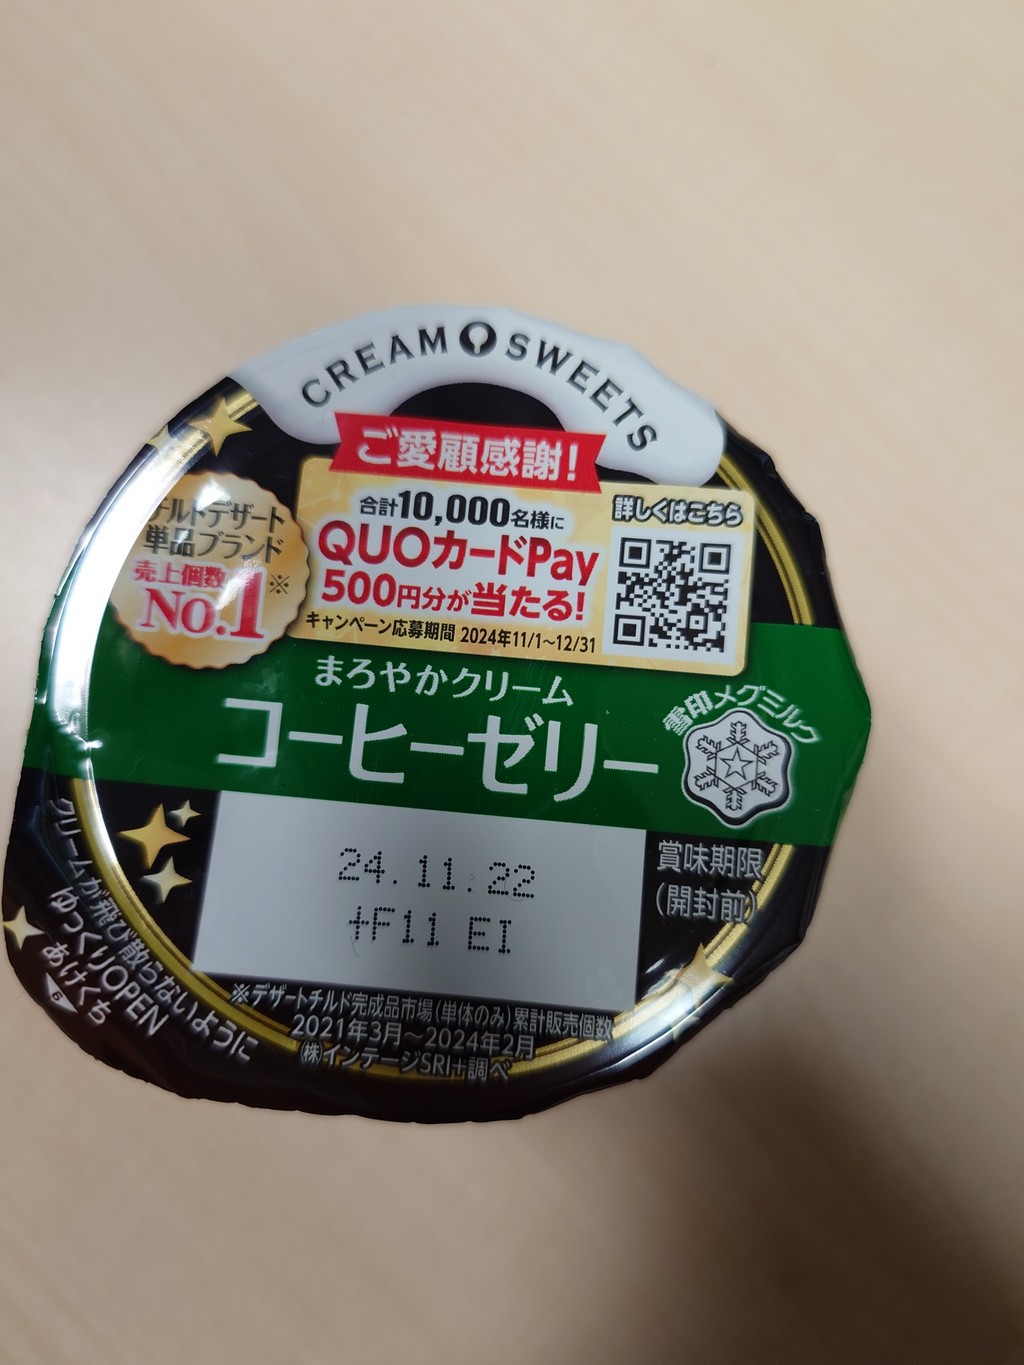 CREAM SWEETS
ご愛顧感謝!
合計10,000名様に
QUOカードPay
500円分が当たる!
キャンペーン応募期間 2024年11/1〜12/31
詳しくはこちら
チルドデザート
単品ブランド
売上個数※
No.1
まろやかクリーム
コーヒーゼリー
雪印メグミルク
24.11.22
+F11 EI
賞味期限
(開封前)
クリームが飛び散らないように
ゆっくりOPEN
あけくち
※デザートチルド完成品市場(単体のみ)累計販売個数
2021年3月〜2024年2月
(株)インテージSRI+調べ